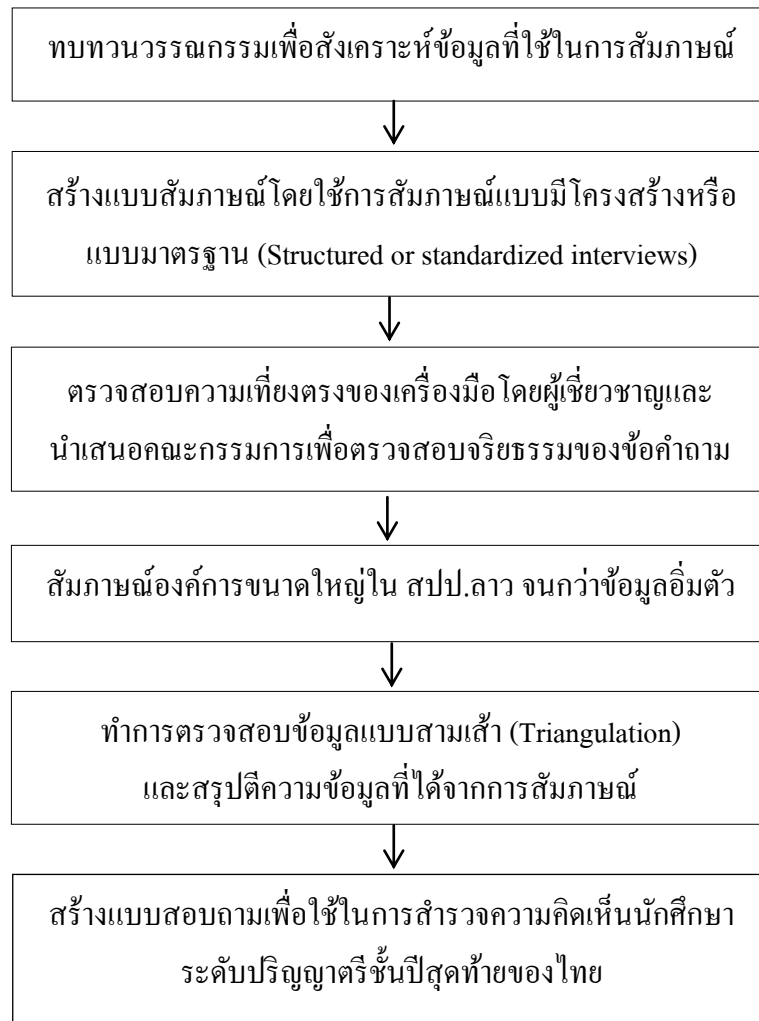 ทบทวนวรรณกรรมเพื่อสังเคราะห์ข้อมูลที่ใช้ในการสัมภาษณ์
สร้างแบบสัมภาษณ์โดยใช้การสัมภาษณ์แบบมีโครงสร้างหรือ
แบบมาตรฐาน (Structured or standardized interviews)
ตรวจสอบความเที่ยงตรงของเครื่องมือโดยผู้เชี่ยวชาญและ
นำเสนอคณะกรรมการเพื่อตรวจสอบจริยธรรมของข้อคำถาม
สัมภาษณ์องค์การขนาดใหญ่ใน สปป.ลาว จนกว่าข้อมูลอิ่มตัว
ทำการตรวจสอบข้อมูลแบบสามเส้า (Triangulation)
และสรุปตีความข้อมูลที่ได้จากการสัมภาษณ์
สร้างแบบสอบถามเพื่อใช้ในการสำรวจความคิดเห็นนักศึกษา
ระดับปริญญาตรีชั้นปีสุดท้ายของไทย